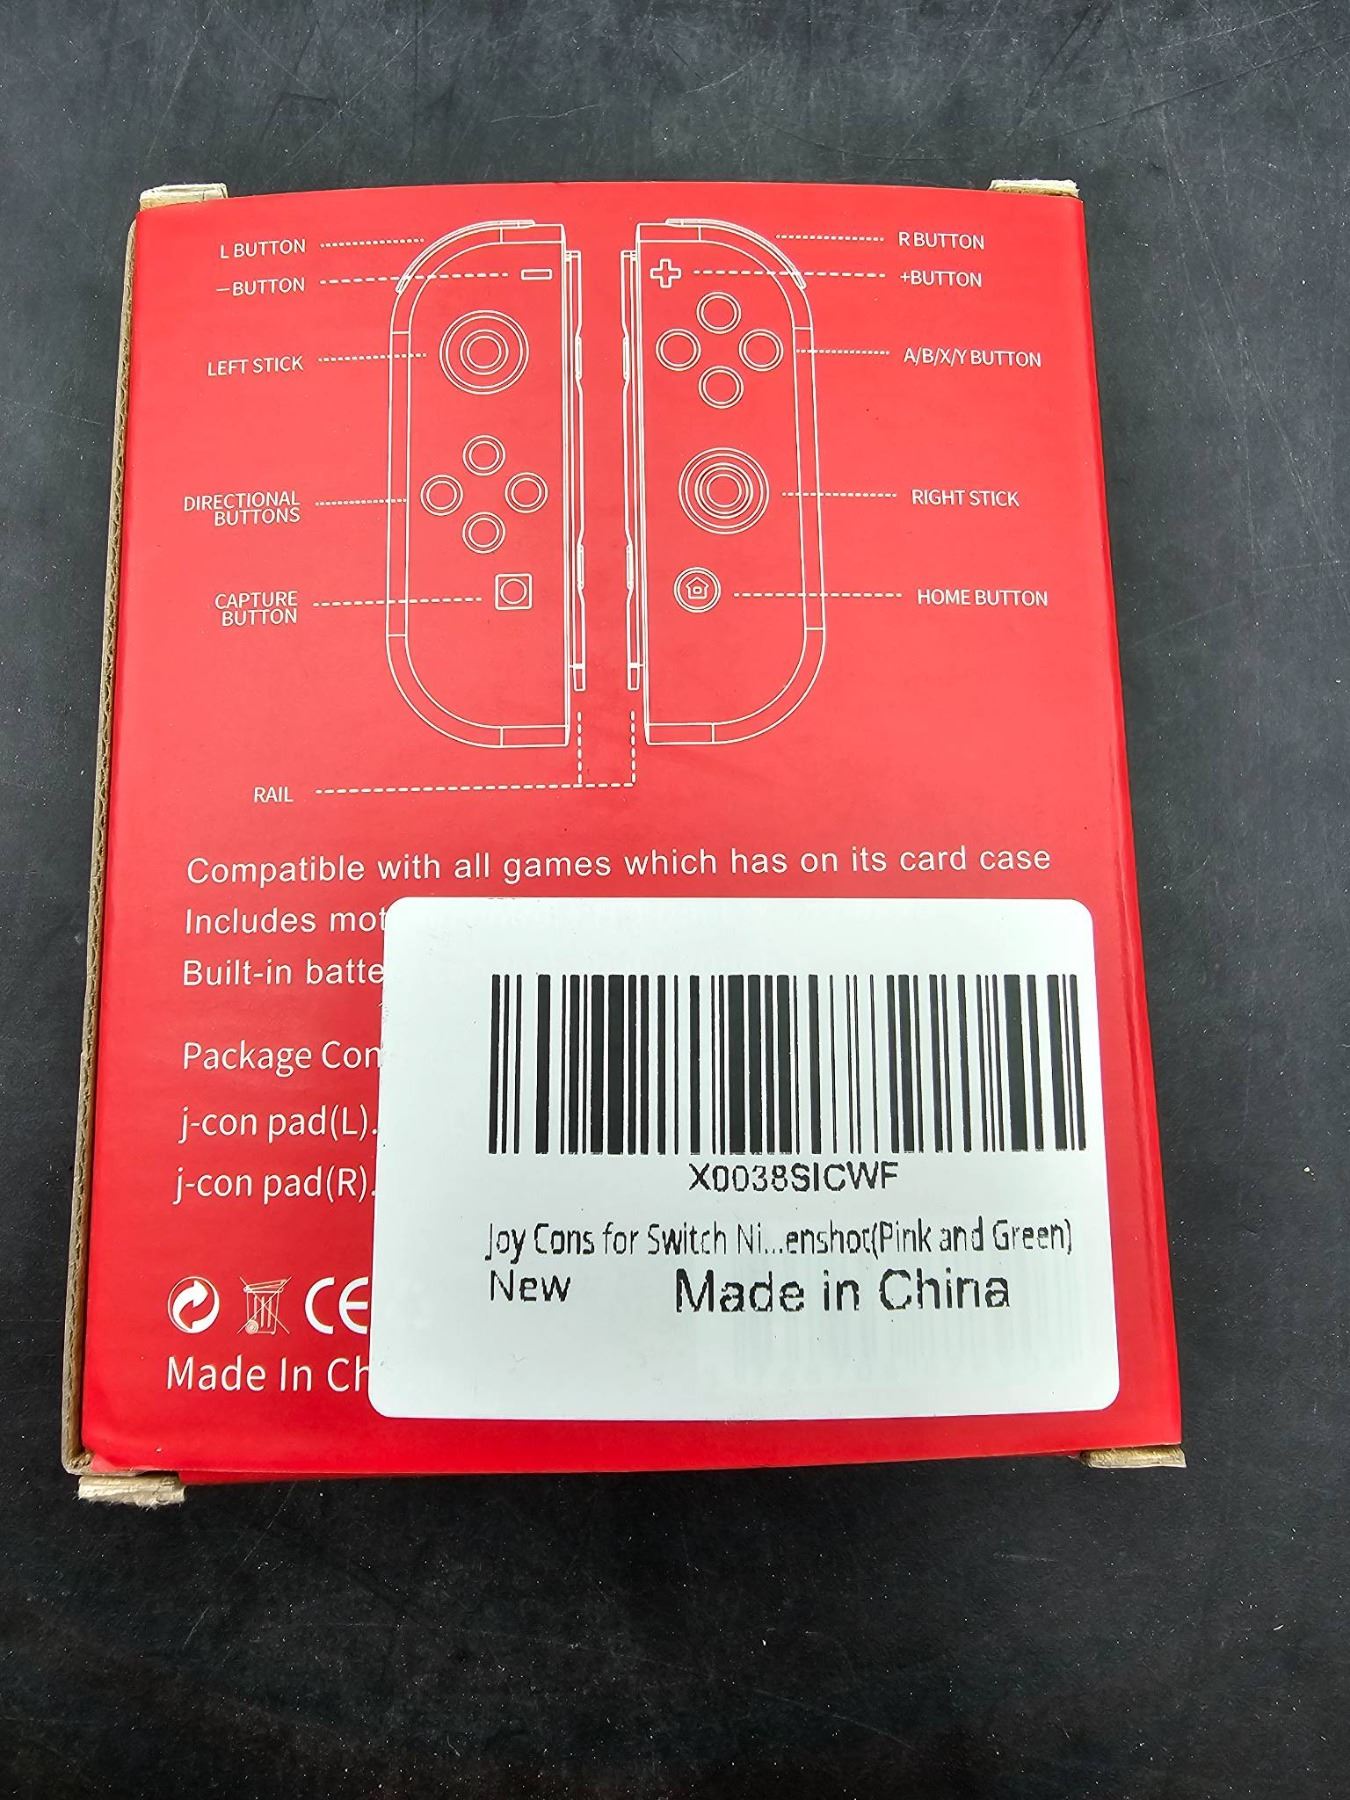 L BUTTON
R BUTTON
—BUTTON
+BUTTON
LEFT STICK
A/B/X/Y BUTTON
DIRECTIONAL
BUTTONS
RIGHT STICK
CAPTURE
BUTTON
HOME BUTTON
RAIL
Compatible with all games which has on its card case
Includes mot
Built-in batte
Package Con
j-con pad(L).
j-con pad(R).
X0038SICWF
Joy Cons for Switch Ni...enshot(Pink and Green)
New Made in China
CE
Made In Ch